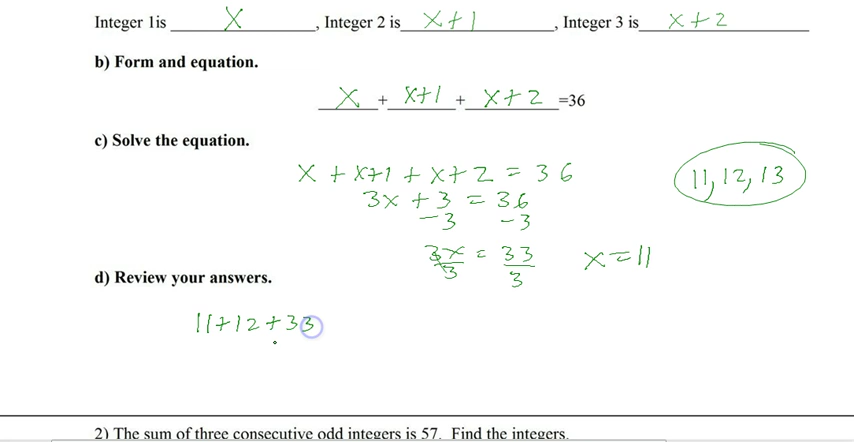 Integer 1is X, Integer 2 is X+1, Integer 3 is X+2
b) Form and equation.
X + X+1 + X+2 =36
c) Solve the equation.
X + X+1 + X+2 = 36
11, 12, 13
3x + 3 = 36
-3 -3
3x/3 = 33/3 x=11
d) Review your answers.
11+12+33
2) The sum of three consecutive odd integers is 57. Find the integers.